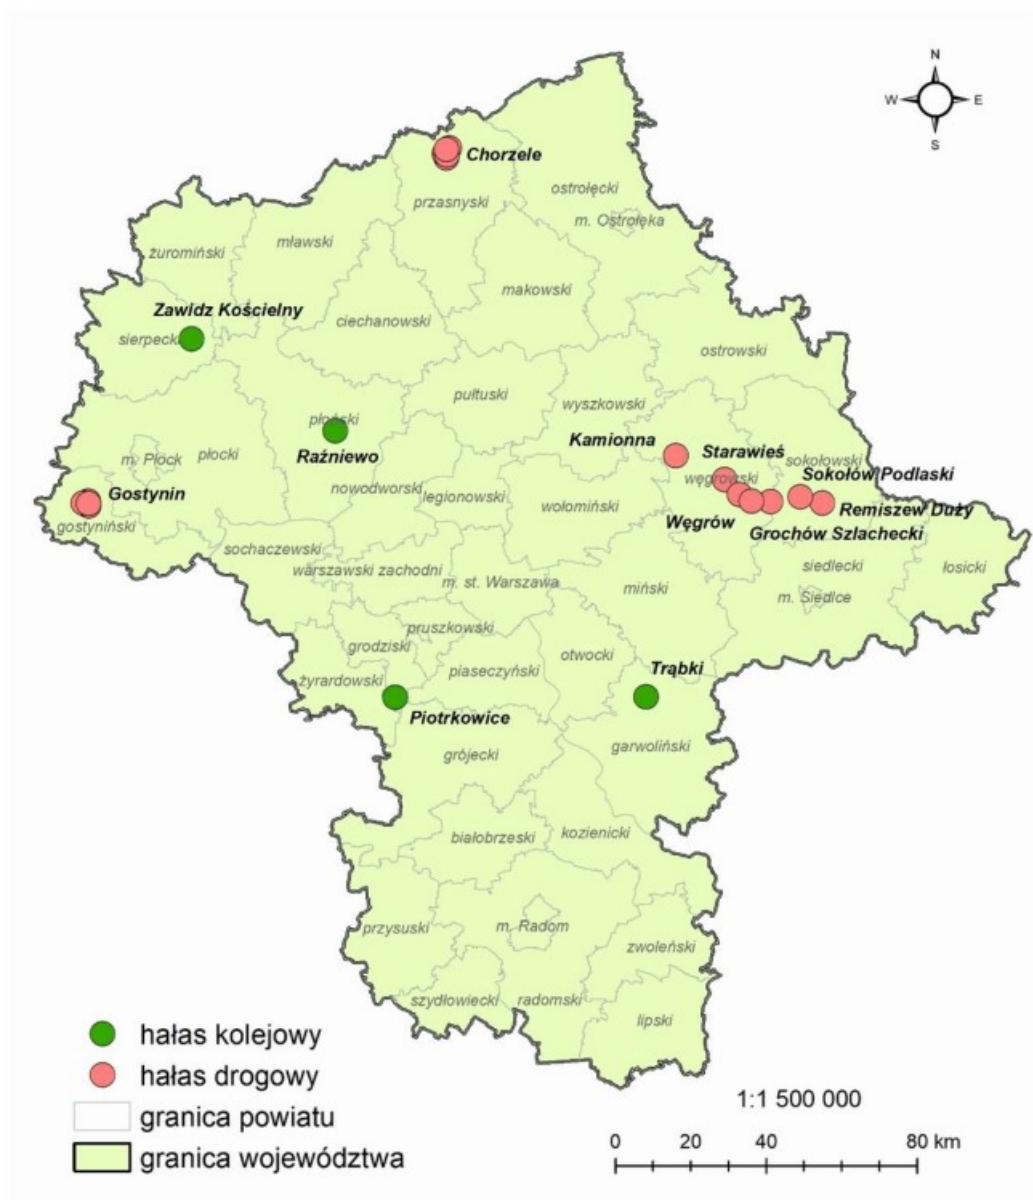 N
W E
S
Chorzele
ostrołęcki
przasnyski
m. Ostrołęka
mławski
żuromiński
makowski
Zawidz Kościelny
ciechanowski
sierpecki
ostrowski
pułtuski
wyszkowski
płoński
Kamionna
Starawieś
Raźniewo
m. Płock
płocki
sokołowski
Sokołów Podlaski
węgrowski
nowodworski
legionowski
Gostynin
wołomiński
Remiszew Duży
gostyniński
Węgrów
Grochów Szlachecki
sochaczewski
siedlecki
łosicki
warszawski zachodni
m. st. Warszawa
miński
m. Siedlce
pruszkowski
grodziski
otwocki
piaseczyński
Trąbki
żyrardowski
Piotrkowice
garwoliński
grójecki
białobrzeski
kozienicki
przysuski
m. Radom
zwoleński
szydłowiecki
radomski
lipski
hałas kolejowy
hałas drogowy
granica powiatu
granica województwa
1:1 500 000
0 20 40 80 km